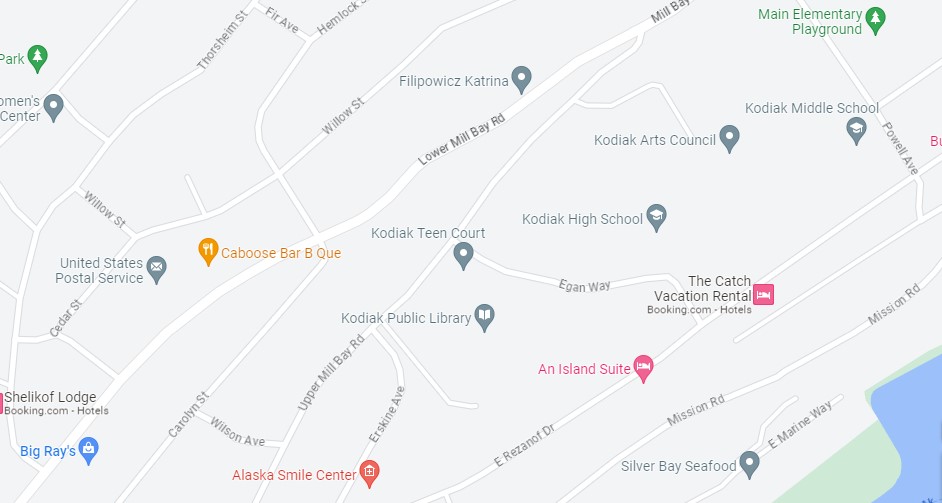 Fir Ave
Hemlock S
Mill Bay
Main Elementary
Playground
Thorsheim St
Park
Filipowicz Katrina
omen's
Center
Willow St
Kodiak Middle School
Lower Mill Bay Rd
Kodiak Arts Council
Powell Ave
Bu
Willow St
Kodiak High School
Kodiak Teen Court
Caboose Bar B Que
United States
Postal Service
Egan Way
The Catch
Vacation Rental
Booking.com - Hotels
Mission Rd
Cedar St
Kodiak Public Library
Upper Mill Bay Rd
An Island Suite
Shelikof Lodge
Booking.com - Hotels
Carolyn St
Erskine Ave
Mission Rd
E Marine Way
Wilson Ave
E Rezanof Dr
Big Ray's
Alaska Smile Center
Silver Bay Seafood